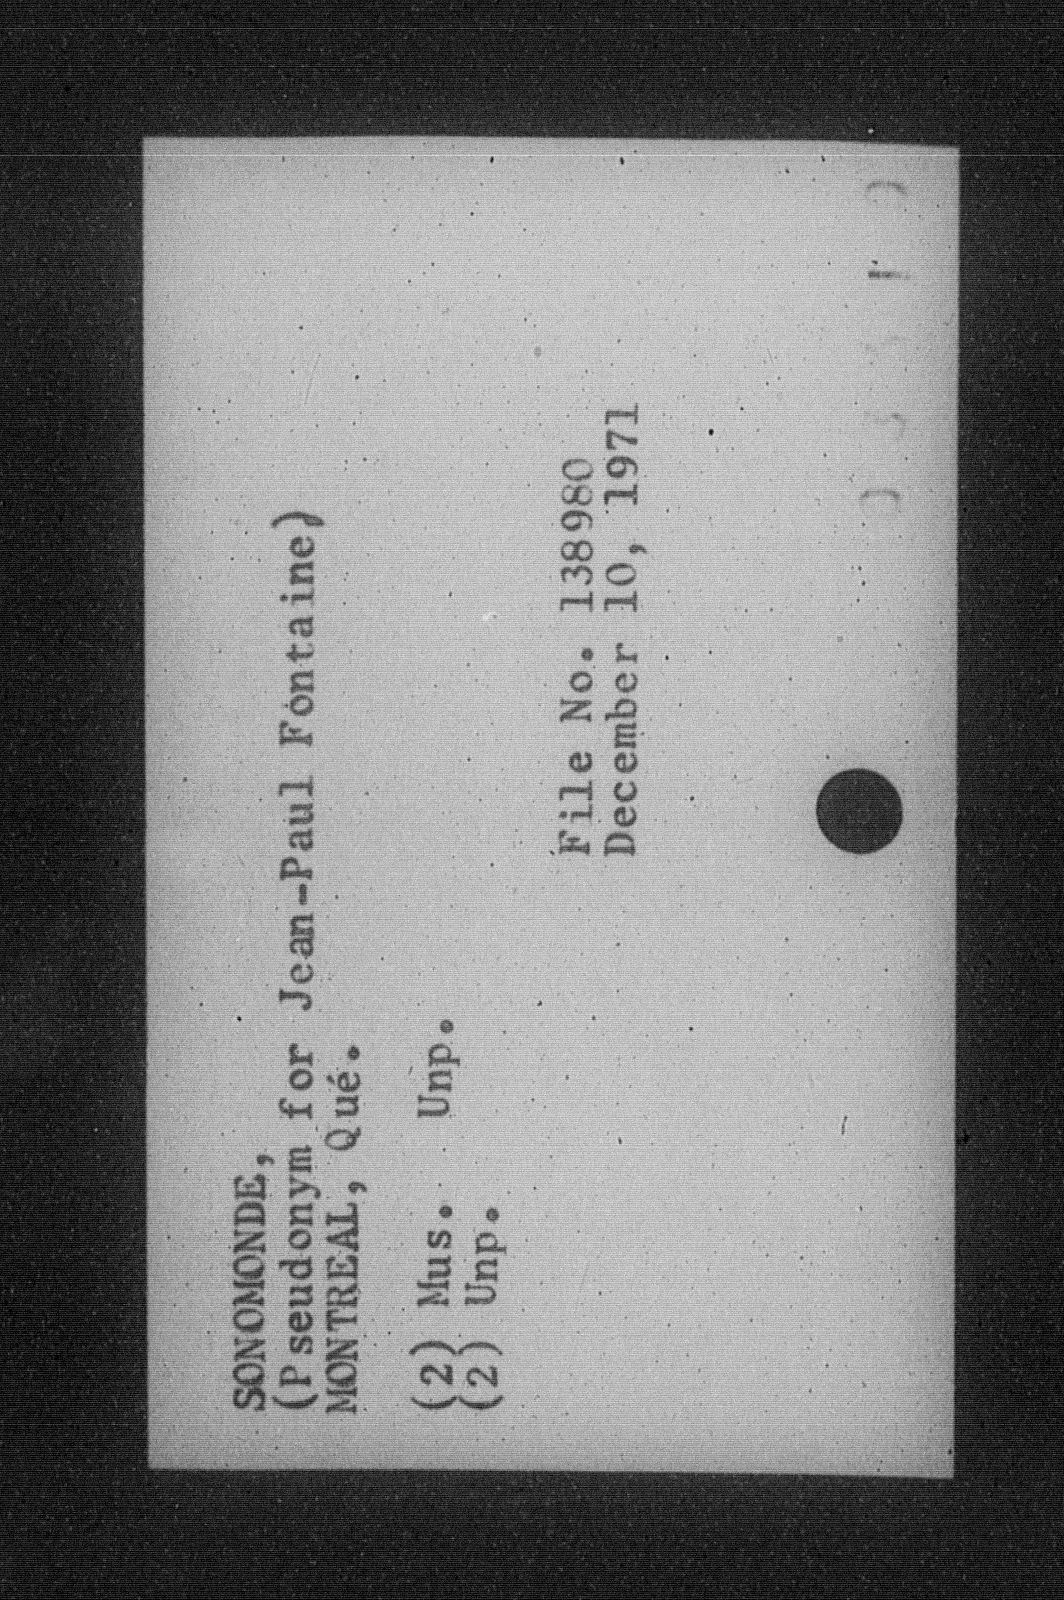 SONOMONDE,
(Pseudonym for Jean-Paul Fontaine)
MONTREAL, Qué.
(2) Mus. Unp.
(2) Unp.
File No. 138980
December 10, 1971